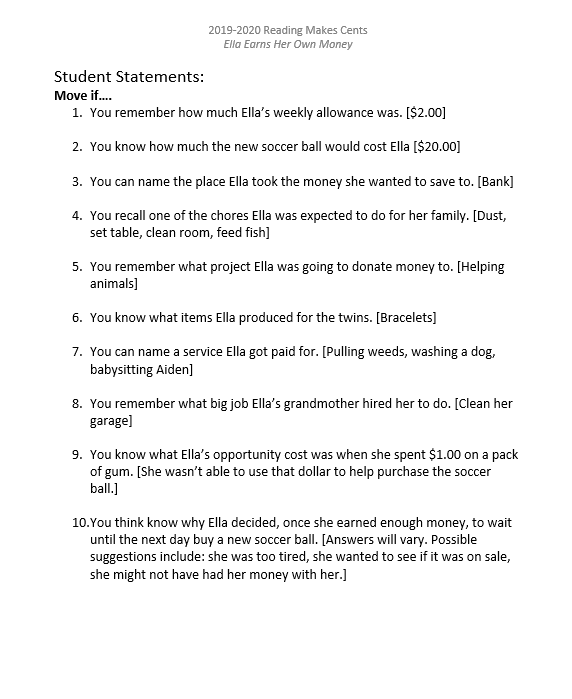 2019-2020 Reading Makes Cents
Ella Earns Her Own Money
Student Statements:
Move if….
1. You remember how much Ella’s weekly allowance was. [$2.00]
2. You know how much the new soccer ball would cost Ella [$20.00]
3. You can name the place Ella took the money she wanted to save to. [Bank]
4. You recall one of the chores Ella was expected to do for her family. [Dust,
set table, clean room, feed fish]
5. You remember what project Ella was going to donate money to. [Helping
animals]
6. You know what items Ella produced for the twins. [Bracelets]
7. You can name a service Ella got paid for. [Pulling weeds, washing a dog,
babysitting Aiden]
8. You remember what big job Ella’s grandmother hired her to do. [Clean her
garage]
9. You know what Ella’s opportunity cost was when she spent $1.00 on a pack
of gum. [She wasn’t able to use that dollar to help purchase the soccer
ball.]
10.You think know why Ella decided, once she earned enough money, to wait
until the next day buy a new soccer ball. [Answers will vary. Possible
suggestions include: she was too tired, she wanted to see if it was on sale,
she might not have had her money with her.]